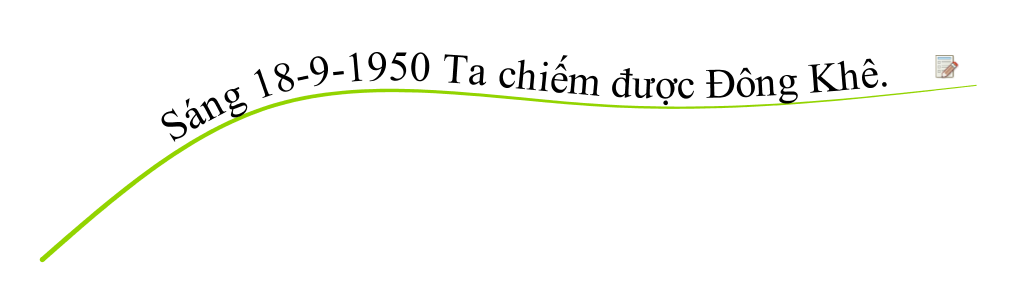 Sáng 18-9-1950 Ta chiếm được Đông Khê.